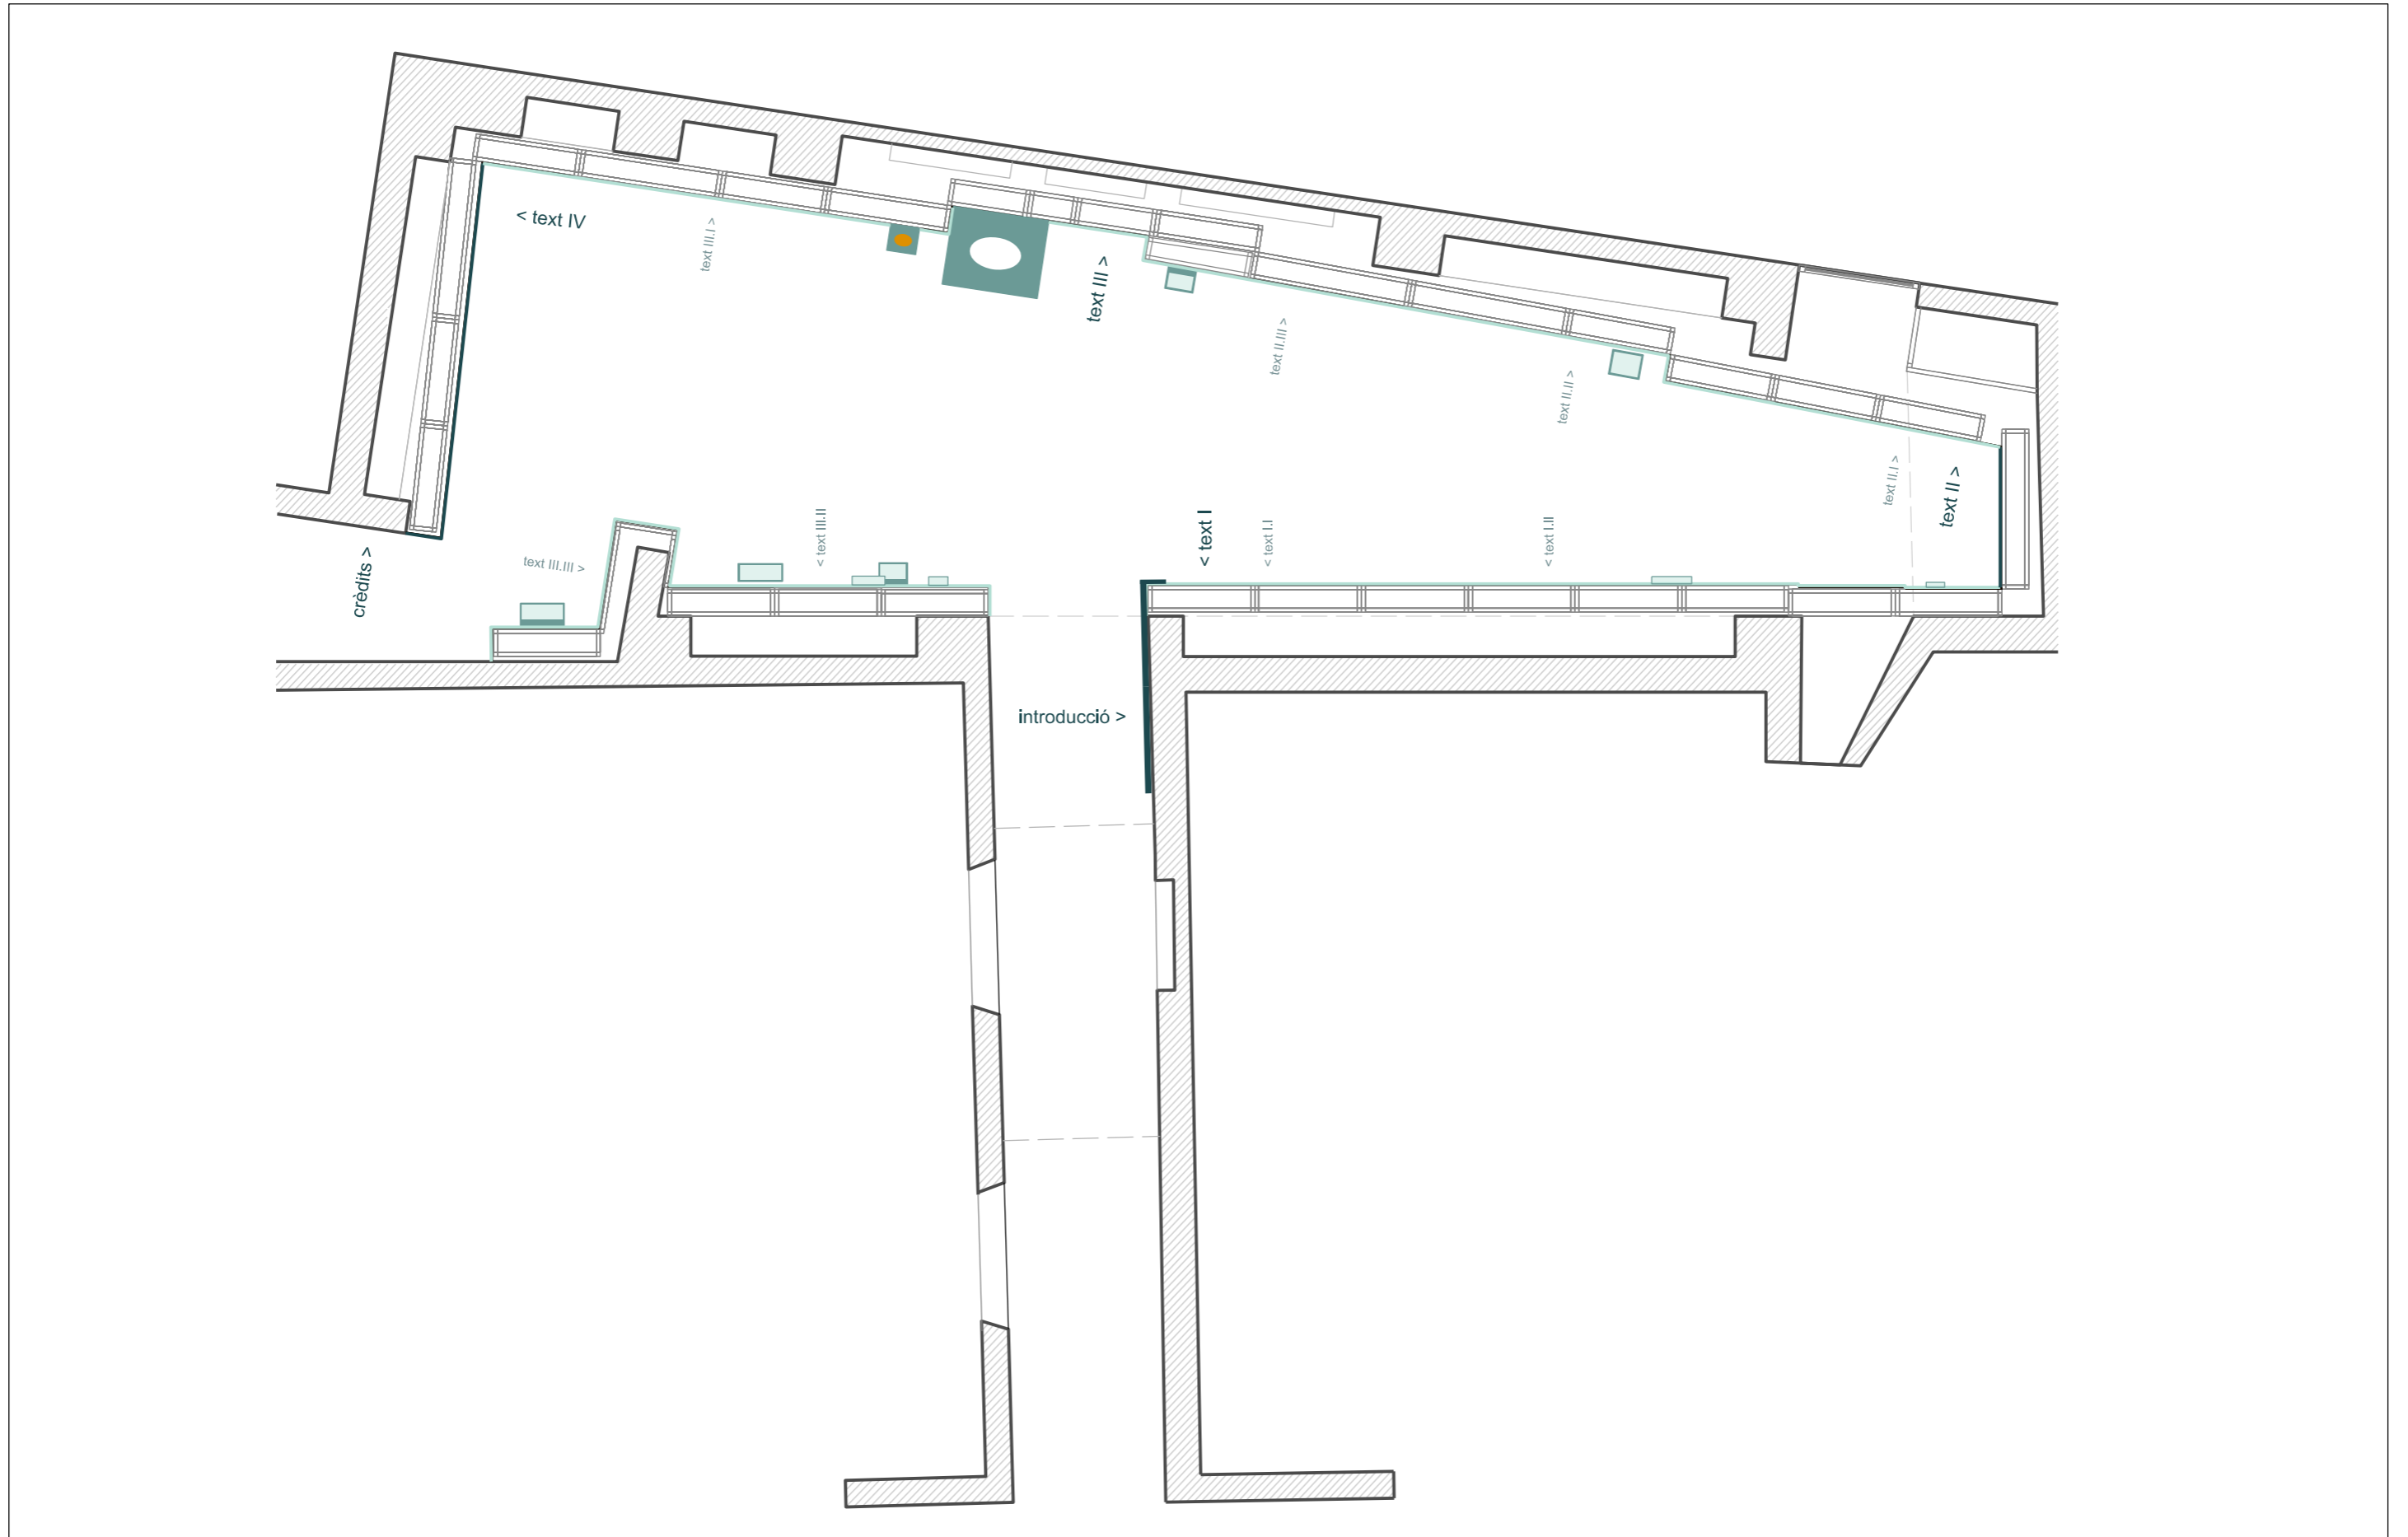 < text IV
text III.I >
text III >
text II.III >
text II.II >
text II.I >
text II >
< text III.II
< text I
< text I.I
< text I.II
text III.III >
crèdits >
introducció >